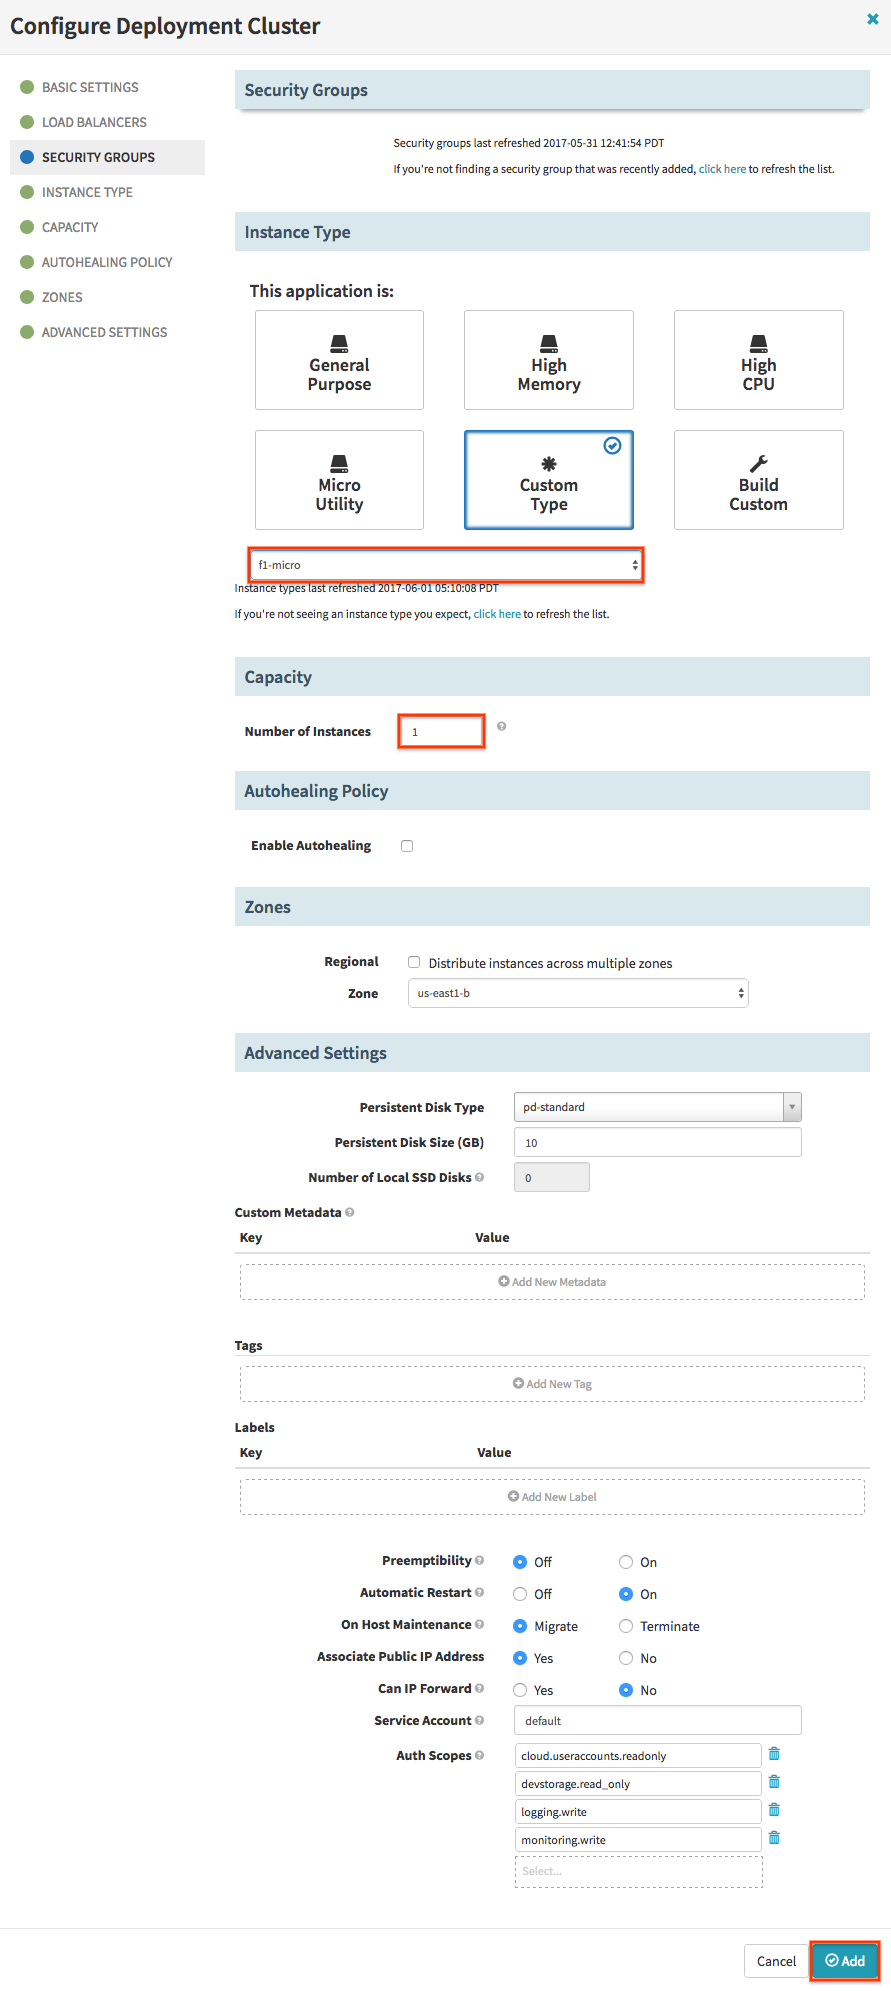 Configure Deployment Cluster
BASIC SETTINGS
LOAD BALANCERS
SECURITY GROUPS
INSTANCE TYPE
CAPACITY
AUTOHEALING POLICY
ZONES
ADVANCED SETTINGS
Security Groups
Security groups last refreshed 2017-05-31 12:41:54 PDT
If you're not finding a security group that was recently added, click here to refresh the list.
Instance Type
This application is:
General
Purpose
High
Memory
High
CPU
Micro
Utility
Custom
Type
Build
Custom
f1-micro
Instance types last refreshed 2017-06-01 05:10:08 PDT
If you're not seeing an instance type you expect, click here to refresh the list.
Capacity
Number of Instances 1
Autohealing Policy
Enable Autohealing
Zones
Regional Distribute instances across multiple zones
Zone us-east1-b
Advanced Settings
Persistent Disk Type pd-standard
Persistent Disk Size (GB) 10
Number of Local SSD Disks 0
Custom Metadata
Key Value
Add New Metadata
Tags
Add New Tag
Labels
Key Value
Add New Label
Preemptibility Off On
Automatic Restart Off On
On Host Maintenance Migrate Terminate
Associate Public IP Address Yes No
Can IP Forward Yes No
Service Account default
Auth Scopes cloud.useraccounts.readonly
devstorage.read_only
logging.write
monitoring.write
Select...
Cancel Add